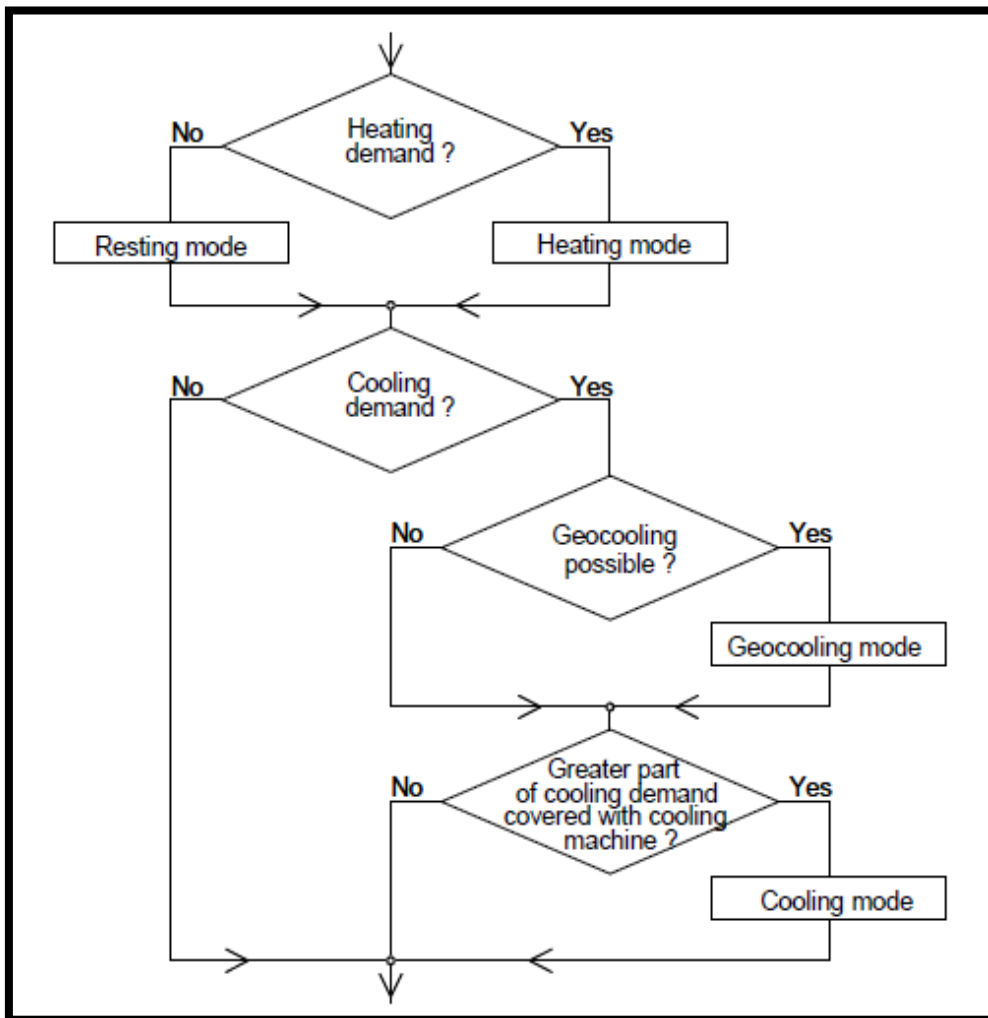 Heating
demand ?
No
Yes
Resting mode
Heating mode
Cooling
demand ?
No
Yes
Geocooling
possible ?
No
Yes
Geocooling mode
Greater part
of cooling demand
covered with cooling
machine ?
No
Yes
Cooling mode